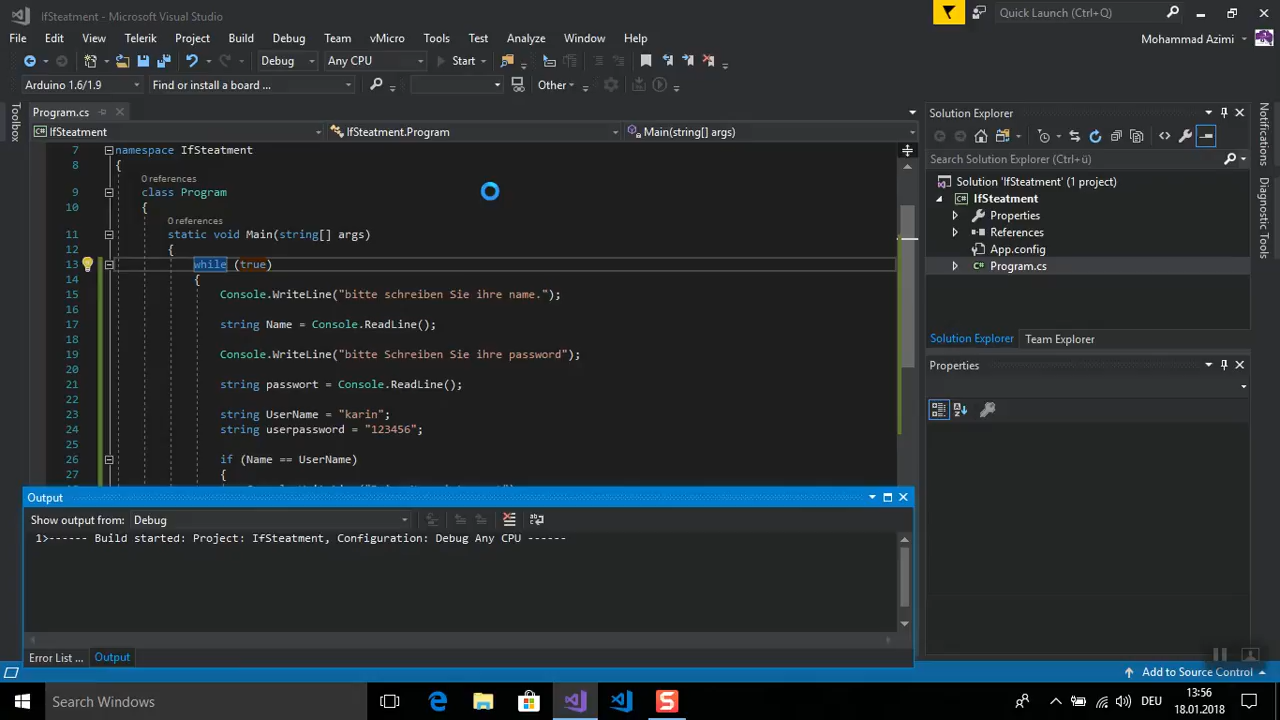 IfSteatment - Microsoft Visual Studio
Quick Launch (Ctrl+Q)
File Edit View Telerik Project Build Debug Team vMicro Tools Test Analyze Window Help
Mohammad Azimi
Debug Any CPU Start
Arduino 1.6/1.9 Find or install a board ... Other
Toolbox
Program.cs
IfSteatment IfSteatment.Program Main(string[] args)
7 namespace IfSteatment
8 {
0 references
9 class Program
10 {
0 references
11 static void Main(string[] args)
12 {
13 while (true)
14 {
15 Console.WriteLine("bitte schreiben Sie ihre name.");
16
17 string Name = Console.ReadLine();
18
19 Console.WriteLine("bitte Schreiben Sie ihre password");
20
21 string passwort = Console.ReadLine();
22
23 string UserName = "karin";
24 string userpassword = "123456";
25
26 if (Name == UserName)
27 {
Output
Show output from: Debug
1>------ Build started: Project: IfSteatment, Configuration: Debug Any CPU ------
Error List ... Output
Solution Explorer
Search Solution Explorer (Ctrl+ü)
Solution 'IfSteatment' (1 project)
IfSteatment
Properties
References
App.config
Program.cs
Solution Explorer Team Explorer
Properties
Notifications
Diagnostic Tools
Add to Source Control
Search Windows
DEU
13:56
18.01.2018